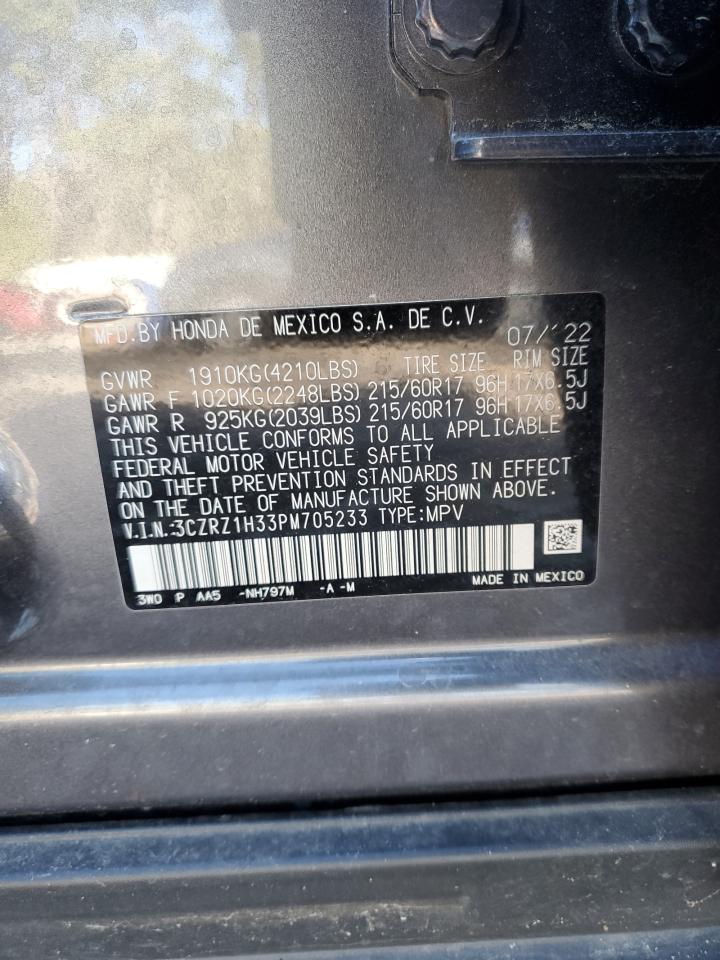 MFD.BY HONDA DE MEXICO S.A. DE C.V. 07/'22
GVWR 1910KG(4210LBS) TIRE SIZE RIM SIZE
GAWR F 1020KG(2248LBS) 215/60R17 96H 17X6.5J
GAWR R 925KG(2039LBS) 215/60R17 96H 17X6.5J
THIS VEHICLE CONFORMS TO ALL APPLICABLE
FEDERAL MOTOR VEHICLE SAFETY
AND THEFT PREVENTION STANDARDS IN EFFECT
ON THE DATE OF MANUFACTURE SHOWN ABOVE.
V.I.N.:3CZRZ1H33PM705233 TYPE:MPV
3W0 P AA5 -NH797M -A -M MADE IN MEXICO